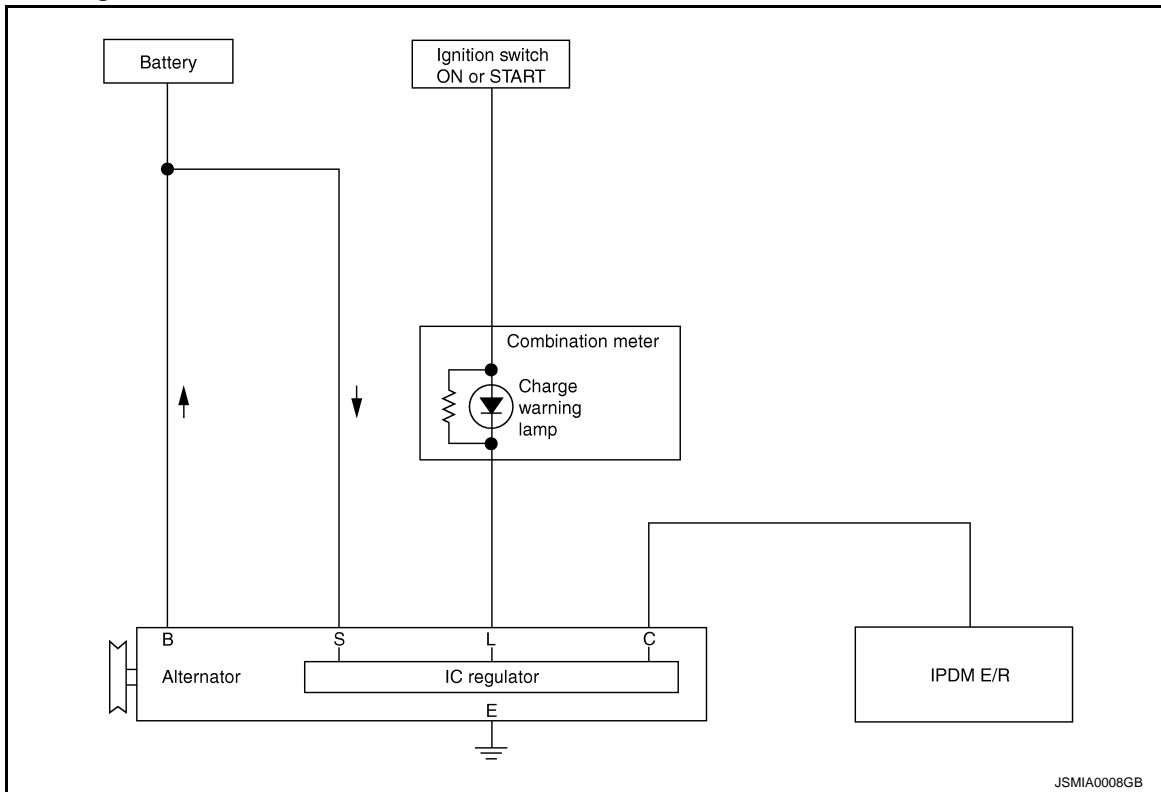 Battery
Ignition switch
ON or START
Combination meter
Charge
warning
lamp
B
S
L
C
Alternator
IC regulator
IPDM E/R
E
JSMIA0008GB